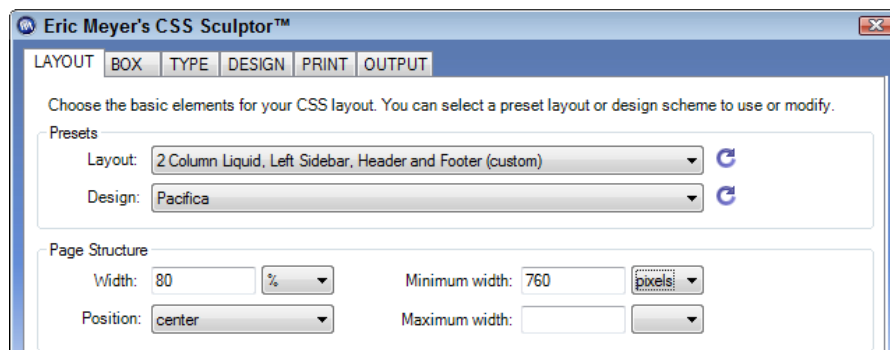 Eric Meyer's CSS Sculptor™
LAYOUT BOX TYPE DESIGN PRINT OUTPUT
Choose the basic elements for your CSS layout. You can select a preset layout or design scheme to use or modify.
Presets
Layout: 2 Column Liquid, Left Sidebar, Header and Footer (custom)
Design: Pacifica
Page Structure
Width: 80 % Minimum width: 760 pixels
Position: center Maximum width: